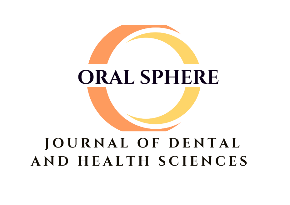 ORAL SPHERE
JOURNAL OF DENTAL
AND HEALTH SCIENCES